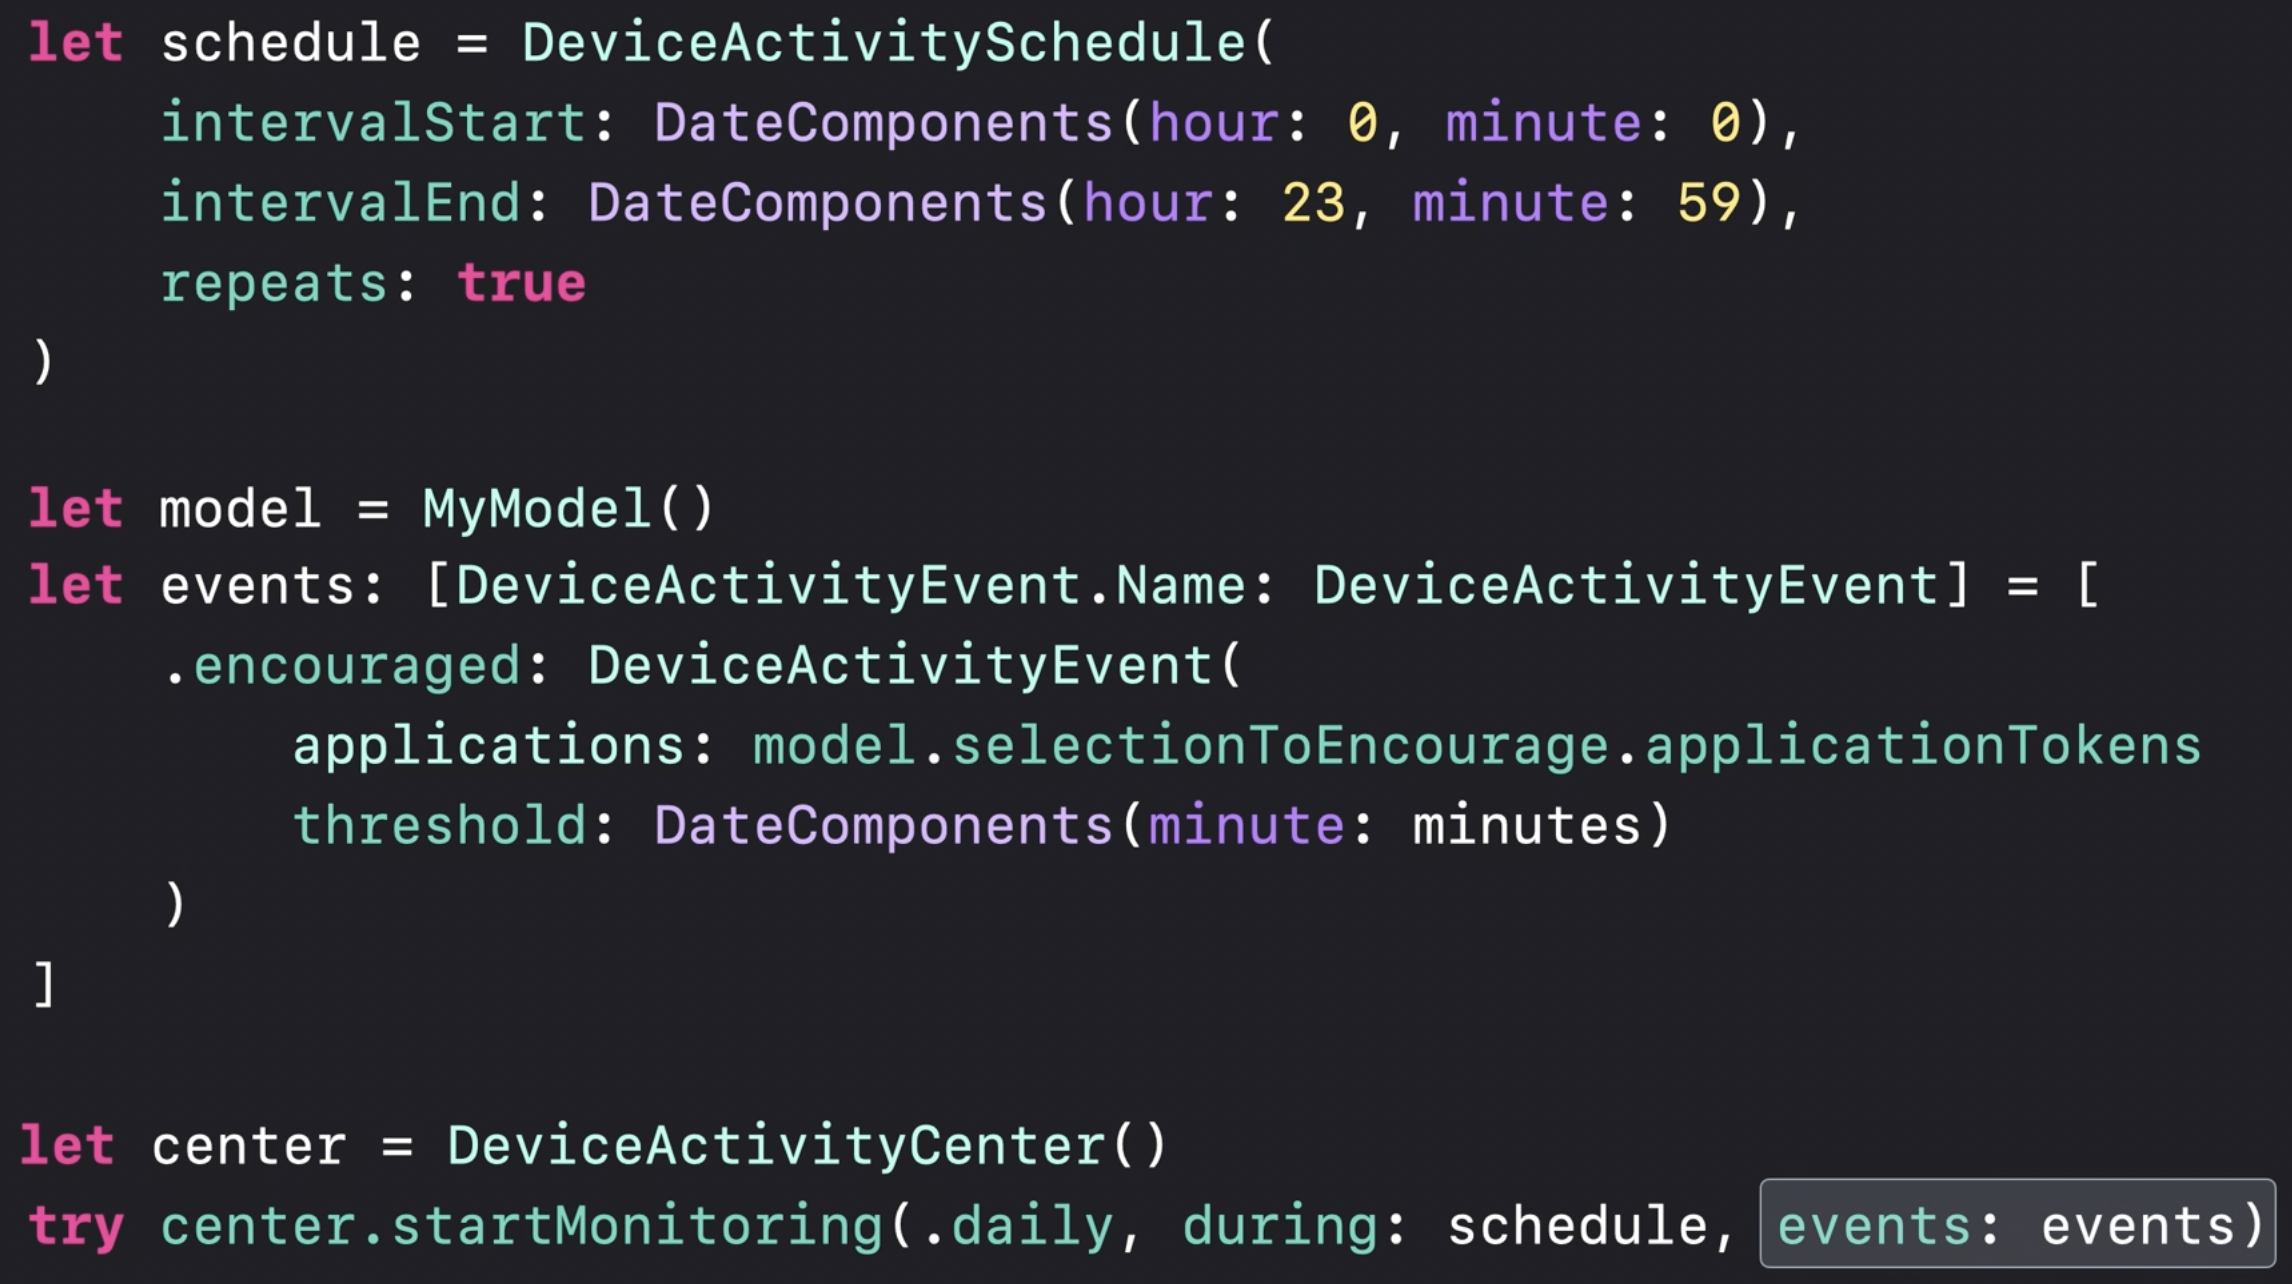 let schedule = DeviceActivitySchedule(
    intervalStart: DateComponents(hour: 0, minute: 0),
    intervalEnd: DateComponents(hour: 23, minute: 59),
    repeats: true
)
let model = MyModel()
let events: [DeviceActivityEvent.Name: DeviceActivityEvent] = [
    .encouraged: DeviceActivityEvent(
        applications: model.selectionToEncourage.applicationTokens
        threshold: DateComponents(minute: minutes)
    )
]
let center = DeviceActivityCenter()
try center.startMonitoring(.daily, during: schedule, events: events)